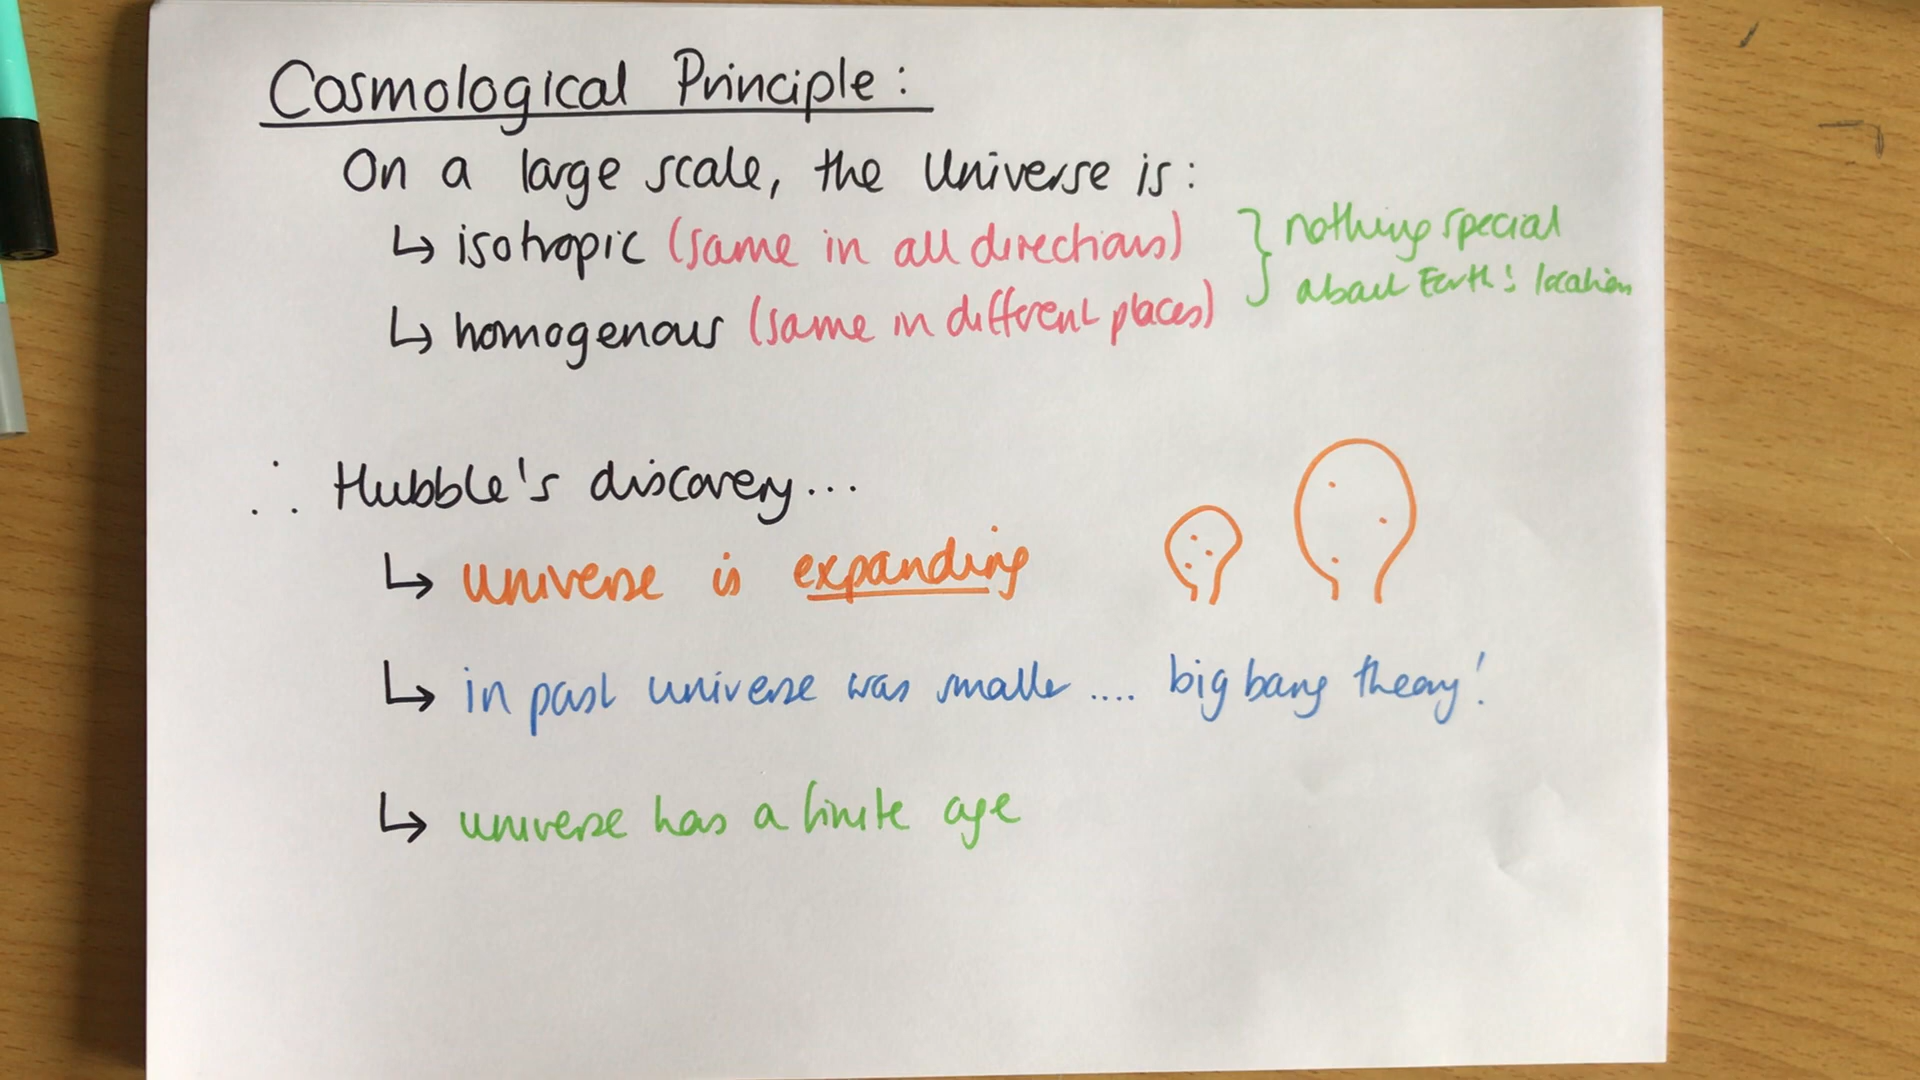 Cosmological Principle:
On a large scale, the Universe is:
↳ isotropic (same in all directions)
↳ homogenous (same in different places)
} nothing special
about Earth's location
∴ Hubble's discovery...
↳ universe is expanding
↳ in past universe was smaller .... big bang theory!
↳ universe has a finite age